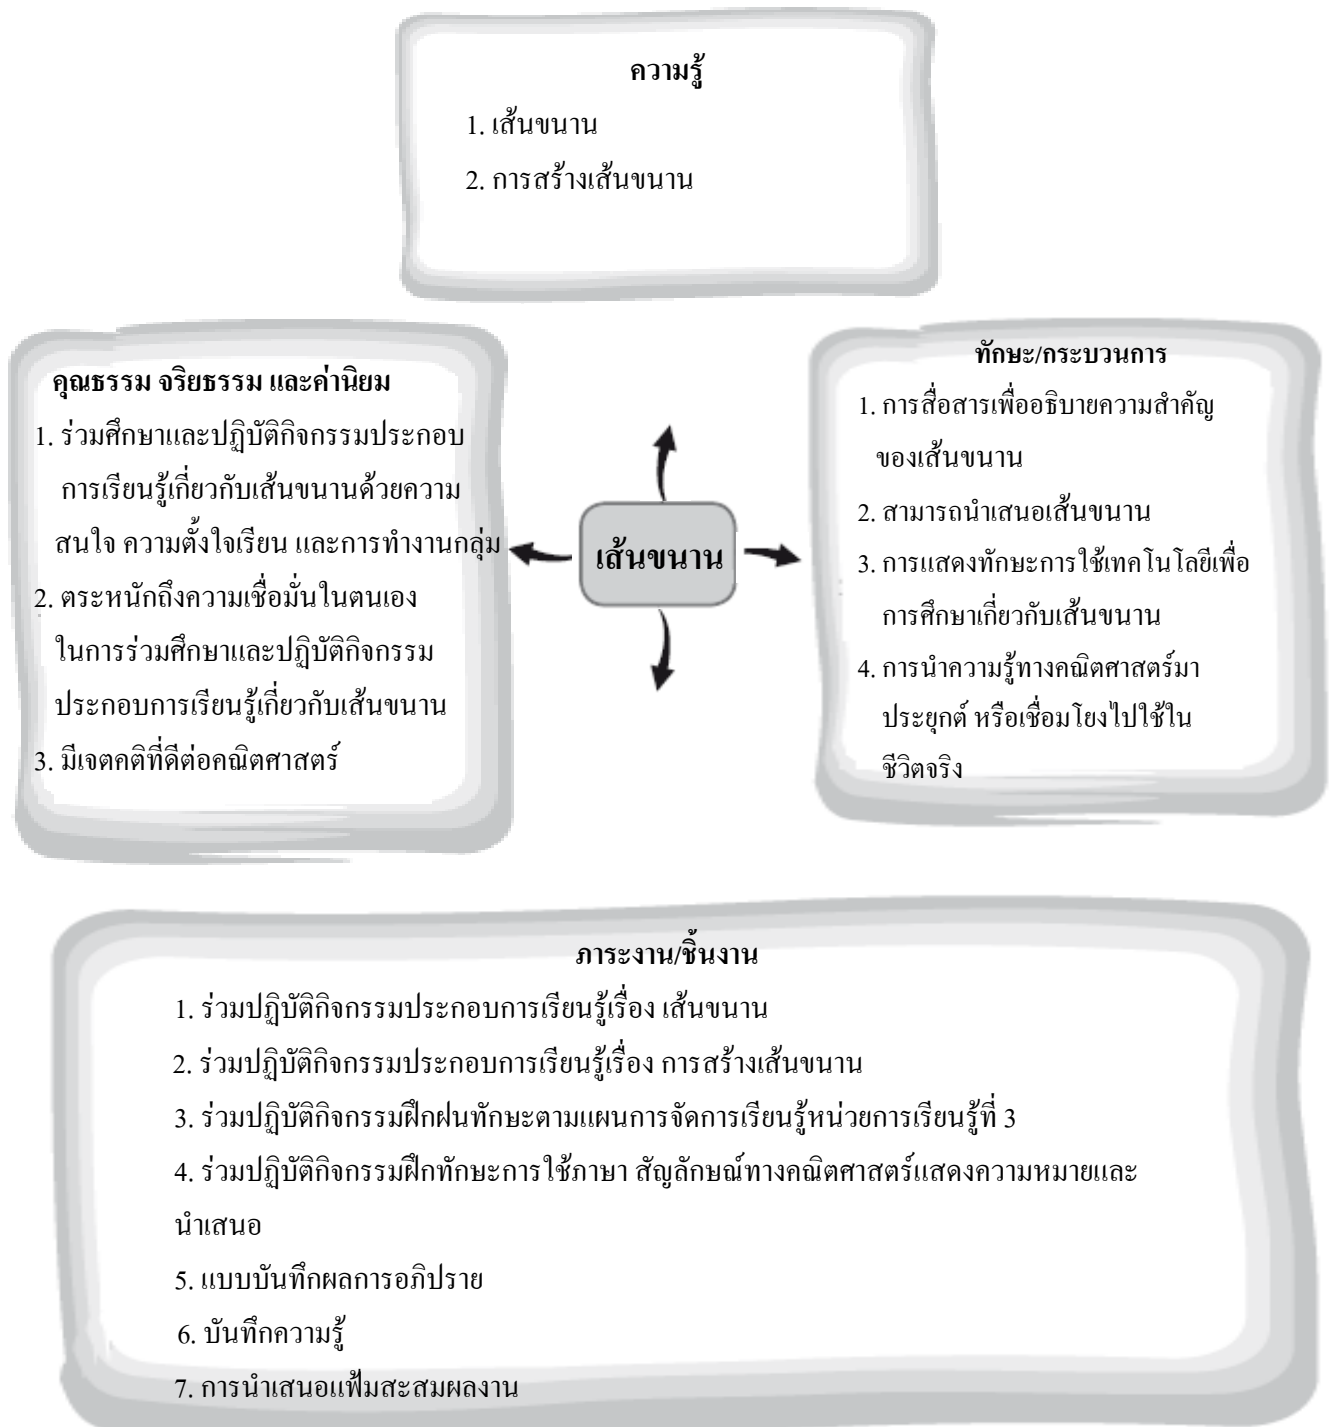 ความรู้
1. เส้นขนาน
2. การสร้างเส้นขนาน
คุณธรรม จริยธรรม และค่านิยม
1. ร่วมศึกษาและปฏิบัติกิจกรรมประกอบ
การเรียนรู้เกี่ยวกับเส้นขนานด้วยความ
สนใจ ความตั้งใจเรียน และการทำงานกลุ่ม
2. ตระหนักถึงความเชื่อมั่นในตนเอง
ในการร่วมศึกษาและปฏิบัติกิจกรรม
ประกอบการเรียนรู้เกี่ยวกับเส้นขนาน
3. มีเจตคติที่ดีต่อคณิตศาสตร์
เส้นขนาน
ทักษะ/กระบวนการ
1. การสื่อสารเพื่ออธิบายความสำคัญ
ของเส้นขนาน
2. สามารถนำเสนอเส้นขนาน
3. การแสดงทักษะการใช้เทคโนโลยีเพื่อ
การศึกษาเกี่ยวกับเส้นขนาน
4. การนำความรู้ทางคณิตศาสตร์มา
ประยุกต์ หรือเชื่อมโยงไปใช้ใน
ชีวิตจริง
ภาระงาน/ชิ้นงาน
1. ร่วมปฏิบัติกิจกรรมประกอบการเรียนรู้เรื่อง เส้นขนาน
2. ร่วมปฏิบัติกิจกรรมประกอบการเรียนรู้เรื่อง การสร้างเส้นขนาน
3. ร่วมปฏิบัติกิจกรรมฝึกฝนทักษะตามแผนการจัดการเรียนรู้หน่วยการเรียนรู้ที่ 3
4. ร่วมปฏิบัติกิจกรรมฝึกทักษะการใช้ภาษา สัญลักษณ์ทางคณิตศาสตร์แสดงความหมายและ
นำเสนอ
5. แบบบันทึกผลการอภิปราย
6. บันทึกความรู้
7. การนำเสนอแฟ้มสะสมผลงาน